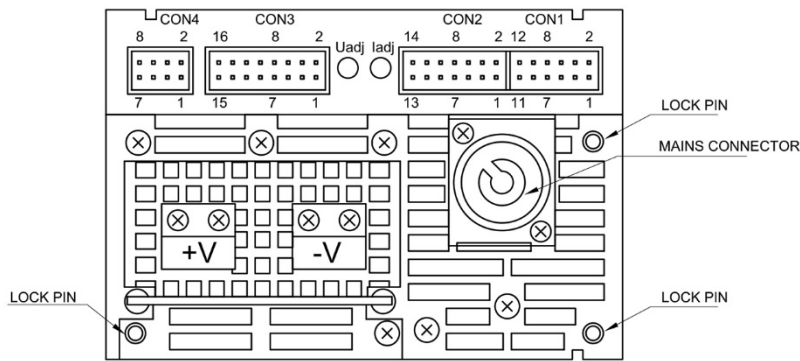 CON4 CON3 CON2 CON1
8 2 16 8 2 Uadj Iadj 14 8 2 12 8 2
7 1 15 7 1 13 7 1 11 7 1
LOCK PIN
MAINS CONNECTOR
+V -V
LOCK PIN LOCK PIN